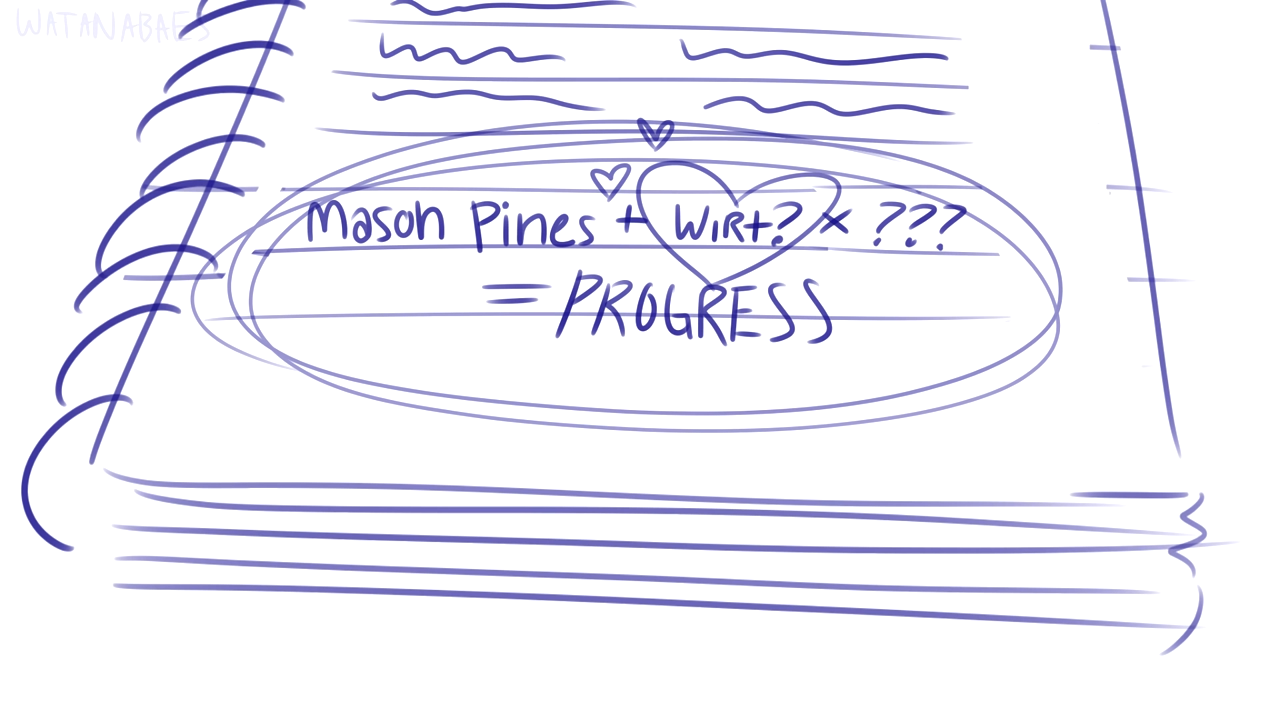 WATANABAES
Mason Pines + WIRt? x ???
= PROGRESS